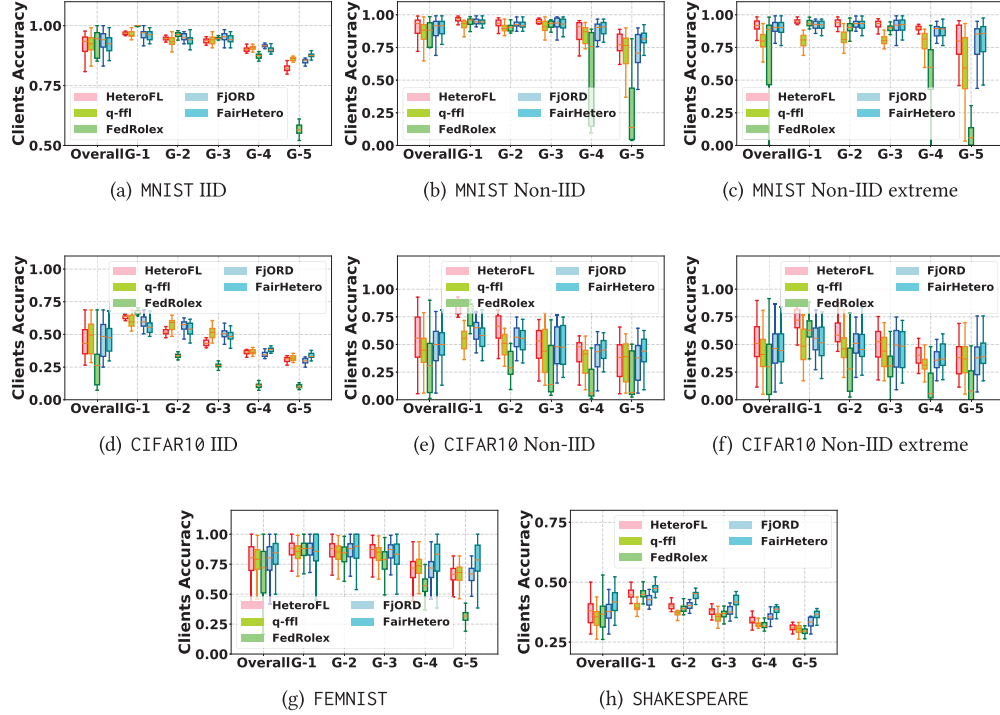 Clients Accuracy
1.00
0.75
0.50
HeteroFL
q-ffl
FedRolex
FjORD
FairHetero
Overall G-1 G-2 G-3 G-4 G-5
(a) MNIST IID
Clients Accuracy
1.00
0.75
0.50
0.25
0.00
HeteroFL
q-ffl
FedRolex
FjORD
FairHetero
Overall G-1 G-2 G-3 G-4 G-5
(b) MNIST Non-IID
Clients Accuracy
1.00
0.75
0.50
0.25
0.00
HeteroFL
q-ffl
FedRolex
FjORD
FairHetero
Overall G-1 G-2 G-3 G-4 G-5
(c) MNIST Non-IID extreme
Clients Accuracy
1.00
0.75
0.50
0.25
0.00
HeteroFL
q-ffl
FedRolex
FjORD
FairHetero
Overall G-1 G-2 G-3 G-4 G-5
(d) CIFAR10 IID
Clients Accuracy
1.00
0.75
0.50
0.25
0.00
HeteroFL
q-ffl
FedRolex
FjORD
FairHetero
Overall G-1 G-2 G-3 G-4 G-5
(e) CIFAR10 Non-IID
Clients Accuracy
1.00
0.75
0.50
0.25
0.00
HeteroFL
q-ffl
FedRolex
FjORD
FairHetero
Overall G-1 G-2 G-3 G-4 G-5
(f) CIFAR10 Non-IID extreme
Clients Accuracy
1.00
0.75
0.50
0.25
0.00
HeteroFL
q-ffl
FedRolex
FjORD
FairHetero
Overall G-1 G-2 G-3 G-4 G-5
(g) FEMNIST
Clients Accuracy
0.75
0.50
0.25
HeteroFL
q-ffl
FedRolex
FjORD
FairHetero
Overall G-1 G-2 G-3 G-4 G-5
(h) SHAKESPEARE